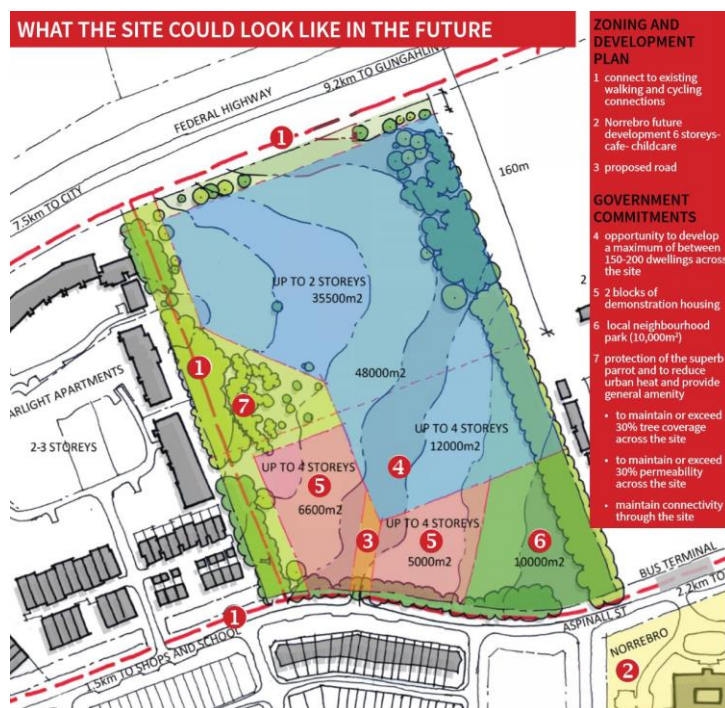 WHAT THE SITE COULD LOOK LIKE IN THE FUTURE
9.2km TO GUNGAHLIN
FEDERAL HIGHWAY
1
7.5km TO CITY
160m
UP TO 2 STOREYS
35500m2
2
1
7
48000m2
ARLIGHT APARTMENTS
2-3 STOREYS
UP TO 4 STOREYS
12000m2
4
UP TO 4 STOREYS
5
6600m2
UP TO 4 STOREYS
3
5
5000m2
6
10000m2
BUS TERMINAL
2.2km TO
ASPINALL ST
1
1.5km TO SHOPS AND SCHOOL
NORREBRO
2
ZONING AND
DEVELOPMENT
PLAN
1 connect to existing
walking and cycling
connections
2 Norrebro future
development 6 storeys-
cafe- childcare
3 proposed road
GOVERNMENT
COMMITMENTS
4 opportunity to develop
a maximum of between
150-200 dwellings across
the site
5 2 blocks of
demonstration housing
6 local neighbourhood
park (10,000m²)
7 protection of the superb
parrot and to reduce
urban heat and provide
general amenity
• to maintain or exceed
30% tree coverage
across the site
• to maintain or exceed
30% permeability
across the site
• maintain connectivity
through the site